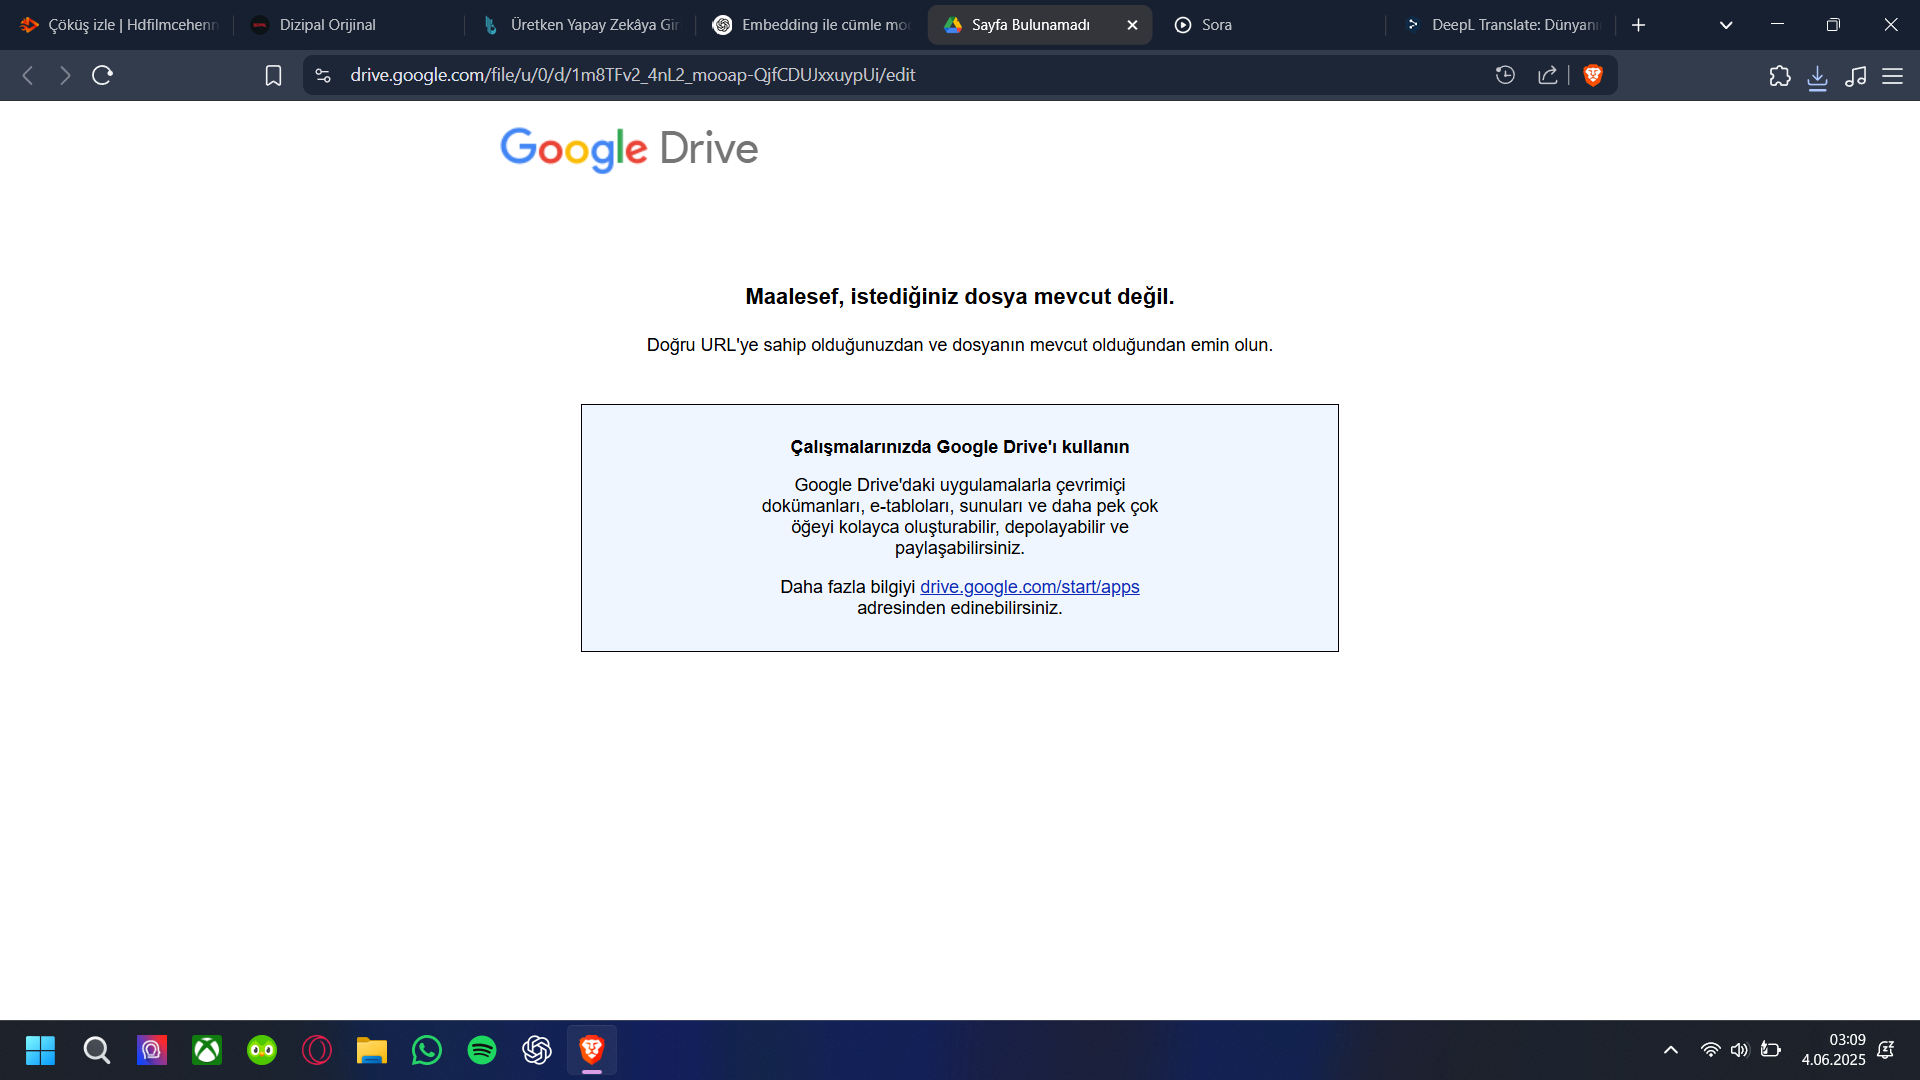 Çöküş izle | Hdfilmcehenn
Dizipal Orijinal
Üretken Yapay Zekâya Gir
Embedding ile cümle mo
Sayfa Bulunamadı
Sora
DeepL Translate: Dünyanı
drive.google.com/file/u/0/d/1m8TFv2_4nL2_mooap-QjfCDUJxxuypUi/edit
Google Drive
Maalesef, istediğiniz dosya mevcut değil.
Doğru URL'ye sahip olduğunuzdan ve dosyanın mevcut olduğundan emin olun.
Çalışmalarınızda Google Drive'ı kullanın
Google Drive'daki uygulamalarla çevrimiçi
dokümanları, e-tabloları, sunuları ve daha pek çok
öğeyi kolayca oluşturabilir, depolayabilir ve
paylaşabilirsiniz.
Daha fazla bilgiyi drive.google.com/start/apps
adresinden edinebilirsiniz.
03:09
4.06.2025